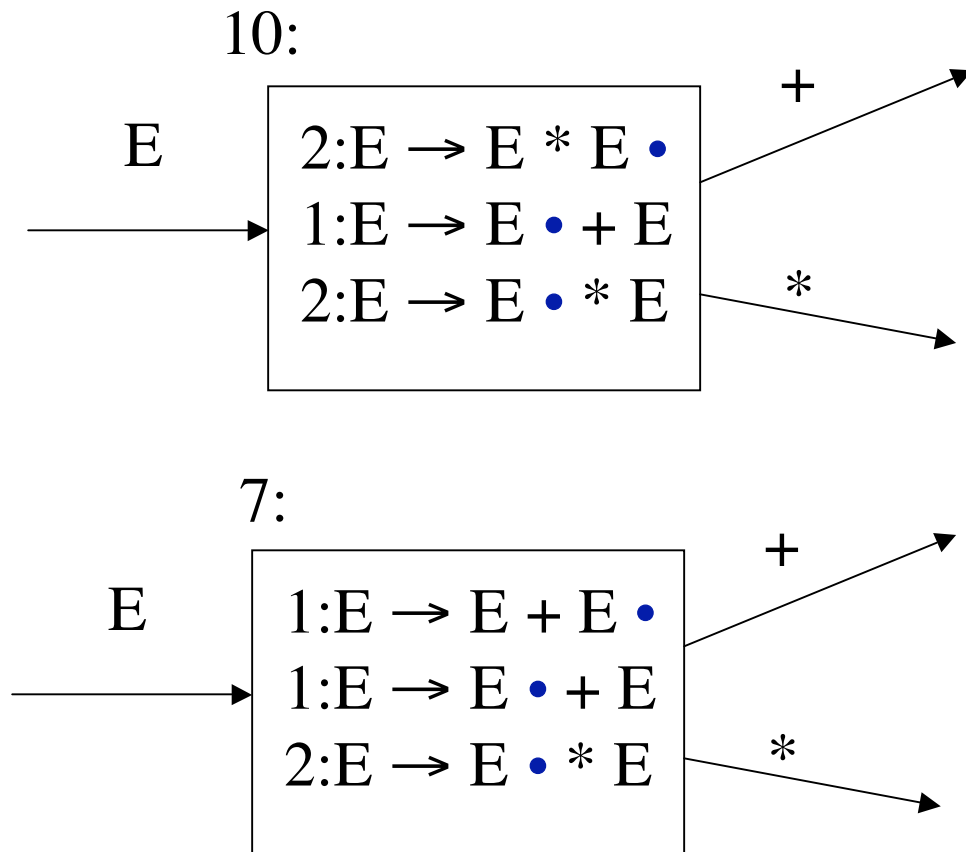 10:
+
E
2:E → E * E •
1:E → E • + E
2:E → E • * E
*
7:
+
E
1:E → E + E •
1:E → E • + E
2:E → E • * E
*